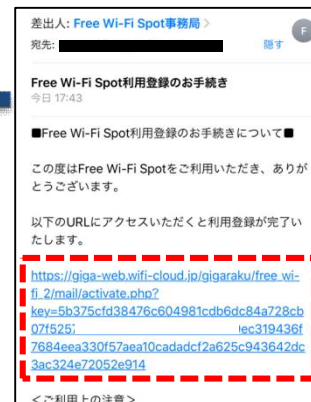 差出人: Free Wi-Fi Spot事務局 >
F
宛先:
隠す
Free Wi-Fi Spot利用登録のお手続き
今日 17:43
■Free Wi-Fi Spot利用登録のお手続きについて■
この度はFree Wi-Fi Spotをご利用いただき、ありが
とうございます。
以下のURLにアクセスいただくと利用登録が完了い
たします。
https://giga-web.wifi-cloud.jp/gigaraku/free_wi-
fi_2/mail/activate.php?
key=5b375cfd38476c604981cdb6dc84a728cb
07f5257 ec319436f
7684eea330f57aea10cadadcf2a625c943642dc
3ac324e72052e914
<ご利用上の注意>